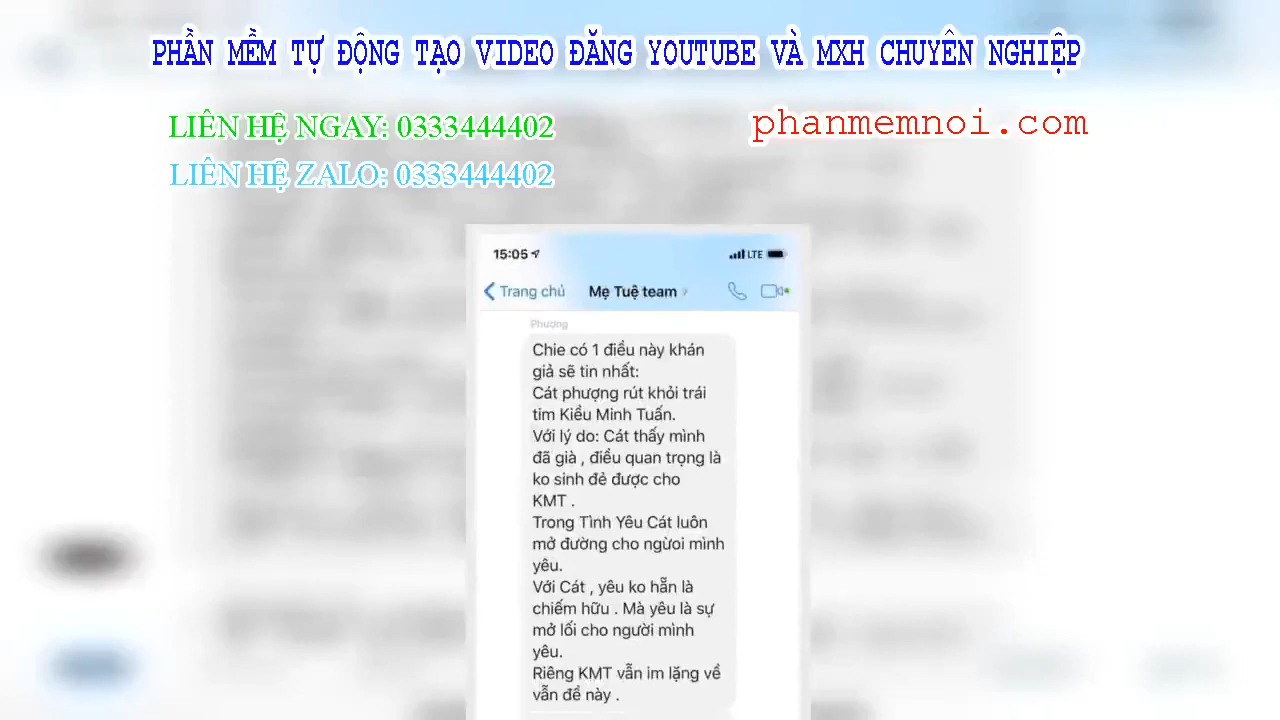 PHẦN MỀM TỰ ĐỘNG TẠO VIDEO ĐĂNG YOUTUBE VÀ MXH CHUYÊN NGHIỆP
LIÊN HỆ NGAY: 0333444402
phanmemnoi.com
LIÊN HỆ ZALO: 0333444402
15:05
LTE
Trang chủ
Mẹ Tuệ team
Phượng
Chie có 1 điều này khán
giả sẽ tin nhất:
Cát phượng rút khỏi trái
tim Kiều Minh Tuấn.
Với lý do: Cát thấy mình
đã già , điều quan trọng là
ko sinh đẻ được cho
KMT .
Trong Tình Yêu Cát luôn
mở đường cho ngừoi mình
yêu.
Với Cát , yêu ko hẵn là
chiếm hữu . Mà yêu là sự
mở lối cho người mình
yêu.
Riêng KMT vẫn im lặng về
vẫn đề này .